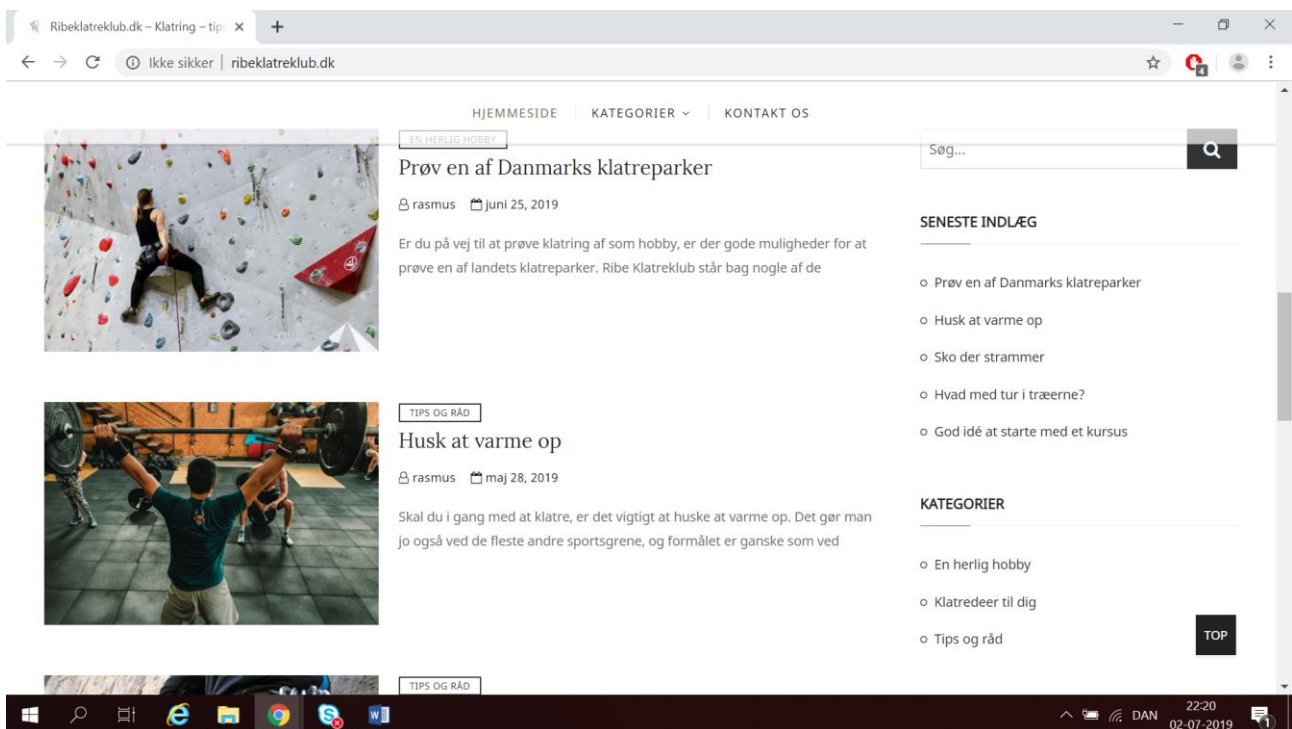 Ribeklatreklub.dk – Klatring – tip
Ikke sikker | ribeklatreklub.dk
4
HJEMMESIDE KATEGORIER KONTAKT OS
EN HERLIG HOBBY
Prøv en af Danmarks klatreparker
rasmus juni 25, 2019
Er du på vej til at prøve klatring af som hobby, er der gode muligheder for at
prøve en af landets klatreparker. Ribe Klatreklub står bag nogle af de
TIPS OG RÅD
Husk at varme op
rasmus maj 28, 2019
Skal du i gang med at klatre, er det vigtigt at huske at varme op. Det gør man
jo også ved de fleste andre sportsgrene, og formålet er ganske som ved
TIPS OG RÅD
Søg...
SENESTE INDLÆG
Prøv en af Danmarks klatreparker
Husk at varme op
Sko der strammer
Hvad med tur i træerne?
God idé at starte med et kursus
KATEGORIER
En herlig hobby
Klatredeer til dig
Tips og råd
TOP
DAN
22:20
02-07-2019
1